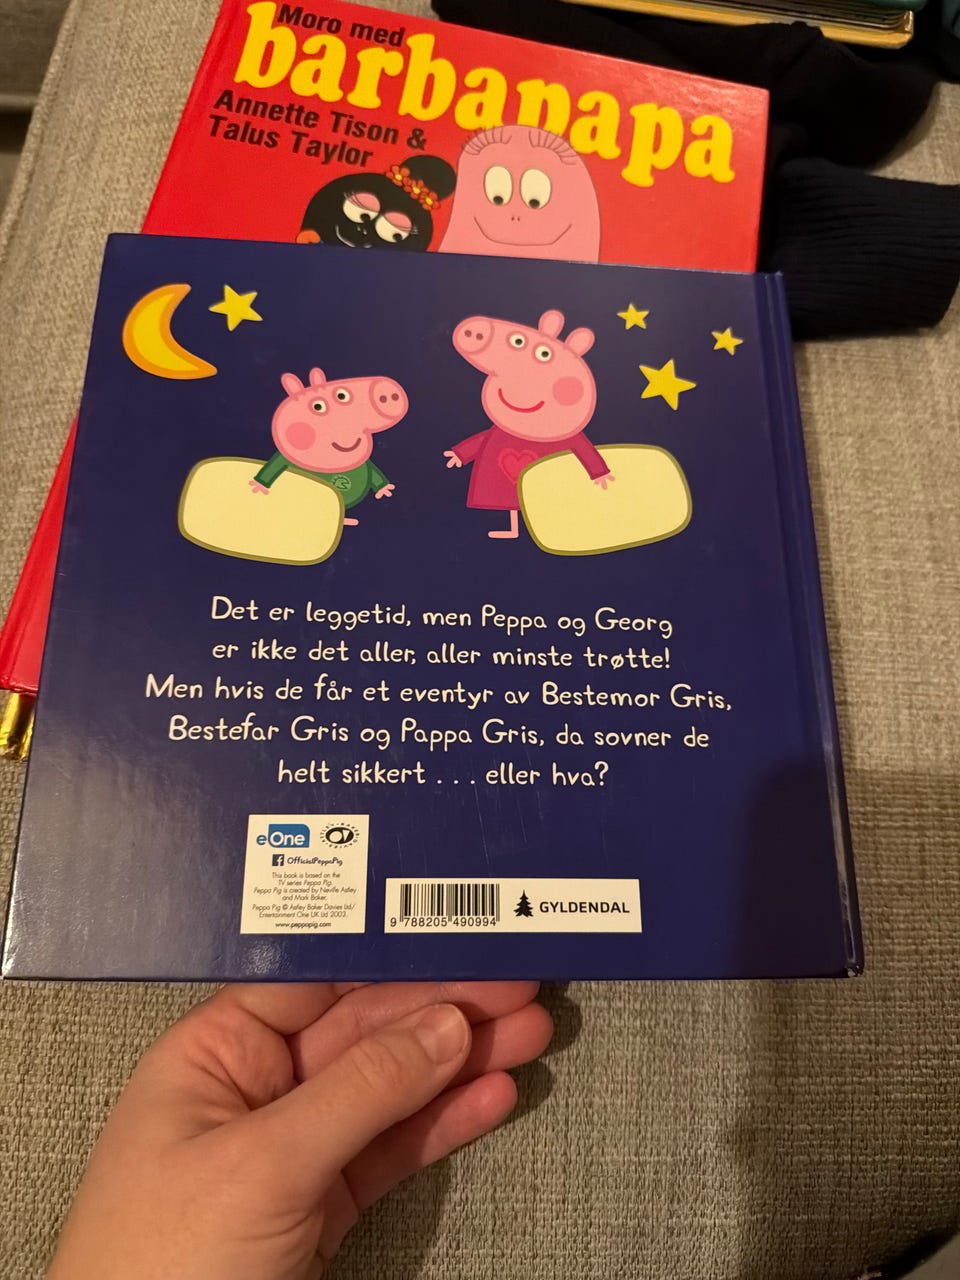 Moro med
barbapapa
Annette Tison &
Talus Taylor
Det er leggetid, men Peppa og Georg
er ikke det aller, aller minste trøtte!
Men hvis de får et eventyr av Bestemor Gris,
Bestefar Gris og Pappa Gris, da sovner de
helt sikkert . . . eller hva?
eOne
OfficialPeppaPig
This book is based on the
TV series Peppa Pig.
Peppa Pig is created by Neville Astley
and Mark Baker.
Peppa Pig © Astley Baker Davies Ltd/
Entertainment One UK Ltd 2003.
www.peppapig.com
9 788205 490994
GYLDENDAL